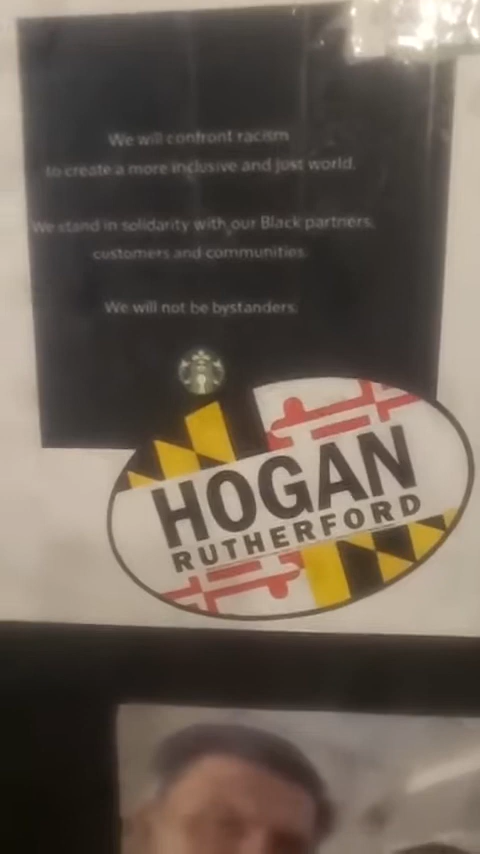 We will confront racism
to create a more inclusive and just world.
We stand in solidarity with our Black partners,
customers and communities.
We will not be bystanders.
HOGAN
RUTHERFORD